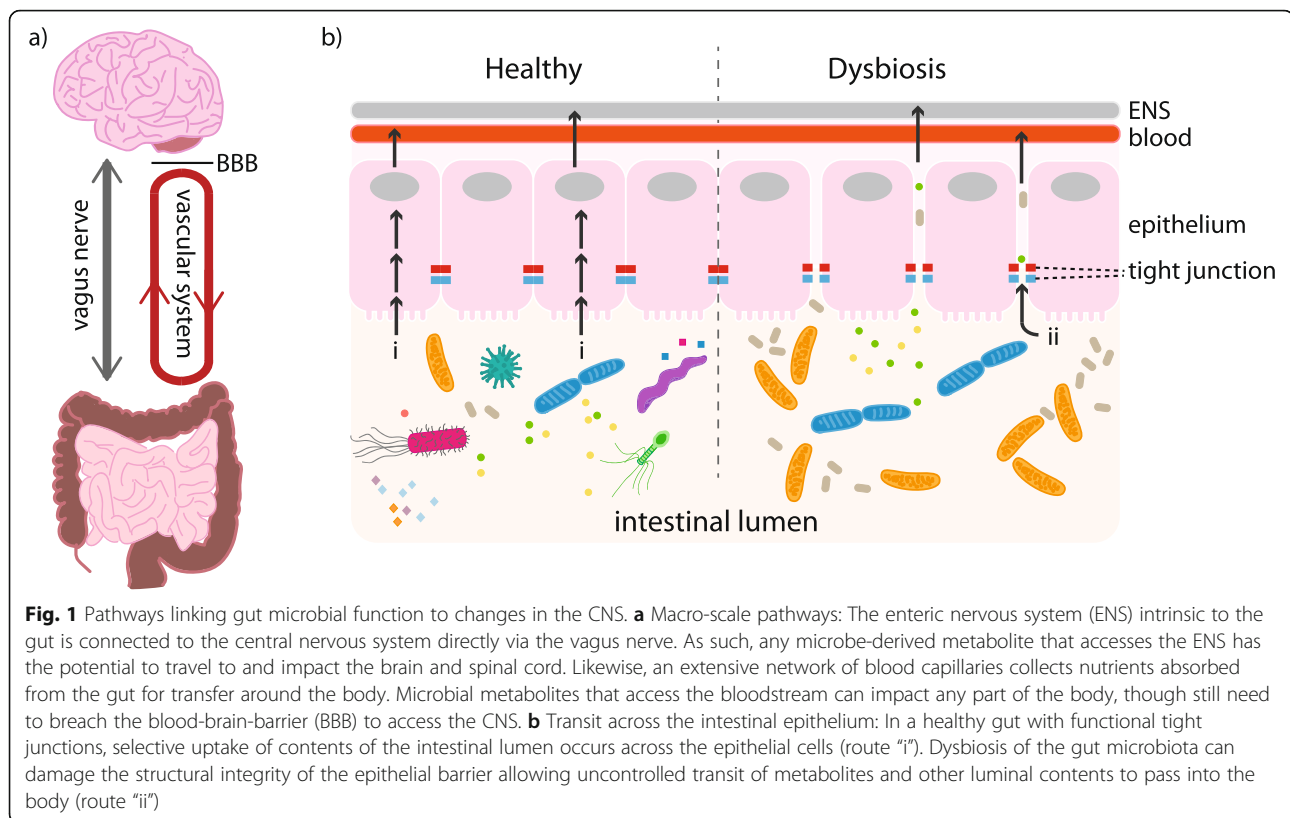 a)
BBB
vagus nerve
vascular system
b)
Healthy
Dysbiosis
ENS
blood
epithelium
tight junction
i
i
ii
intestinal lumen
Fig. 1 Pathways linking gut microbial function to changes in the CNS. a Macro-scale pathways: The enteric nervous system (ENS) intrinsic to the
gut is connected to the central nervous system directly via the vagus nerve. As such, any microbe-derived metabolite that accesses the ENS has
the potential to travel to and impact the brain and spinal cord. Likewise, an extensive network of blood capillaries collects nutrients absorbed
from the gut for transfer around the body. Microbial metabolites that access the bloodstream can impact any part of the body, though still need
to breach the blood-brain-barrier (BBB) to access the CNS. b Transit across the intestinal epithelium: In a healthy gut with functional tight
junctions, selective uptake of contents of the intestinal lumen occurs across the epithelial cells (route “i”). Dysbiosis of the gut microbiota can
damage the structural integrity of the epithelial barrier allowing uncontrolled transit of metabolites and other luminal contents to pass into the
body (route “ii”)